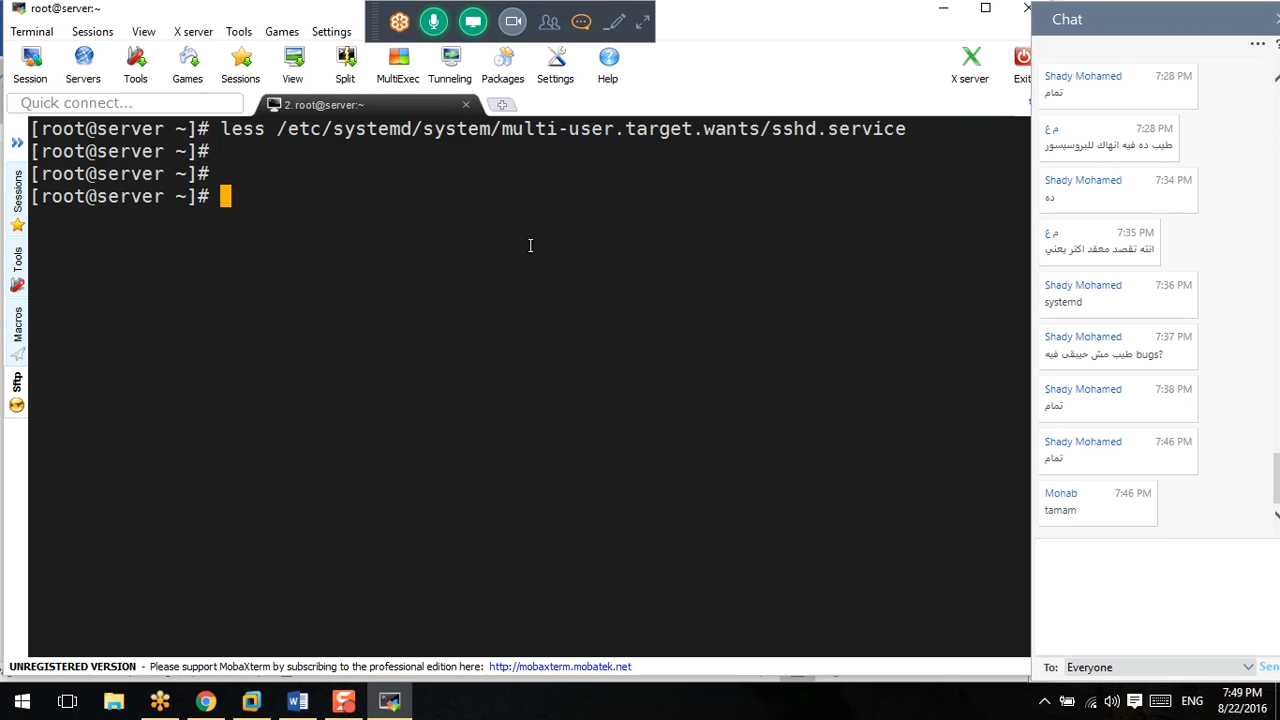 root@server:~
Terminal Sessions View X server Tools Games Settings
Session Servers Tools Games Sessions View Split MultiExec Tunneling Packages Settings Help X server Exit
Quick connect...
2. root@server:~
[root@server ~]# less /etc/systemd/system/multi-user.target.wants/sshd.service
[root@server ~]#
[root@server ~]#
[root@server ~]#
Sessions
Tools
Macros
Sftp
UNREGISTERED VERSION - Please support MobaXterm by subscribing to the professional edition here: http://mobaxterm.mobatek.net
Chat
Shady Mohamed 7:28 PM
تمام
م ع 7:28 PM
طيب ده فيه انهاك للبروسيسور
Shady Mohamed 7:34 PM
ده
م ع 7:35 PM
انته تقصد معقد اكثر يعني
Shady Mohamed 7:36 PM
systemd
Shady Mohamed 7:37 PM
طيب مش حيبقى فيه bugs?
Shady Mohamed 7:38 PM
تمام
Shady Mohamed 7:46 PM
تمام
Mohab 7:46 PM
tamam
To: Everyone Sen
ENG
7:49 PM
8/22/2016